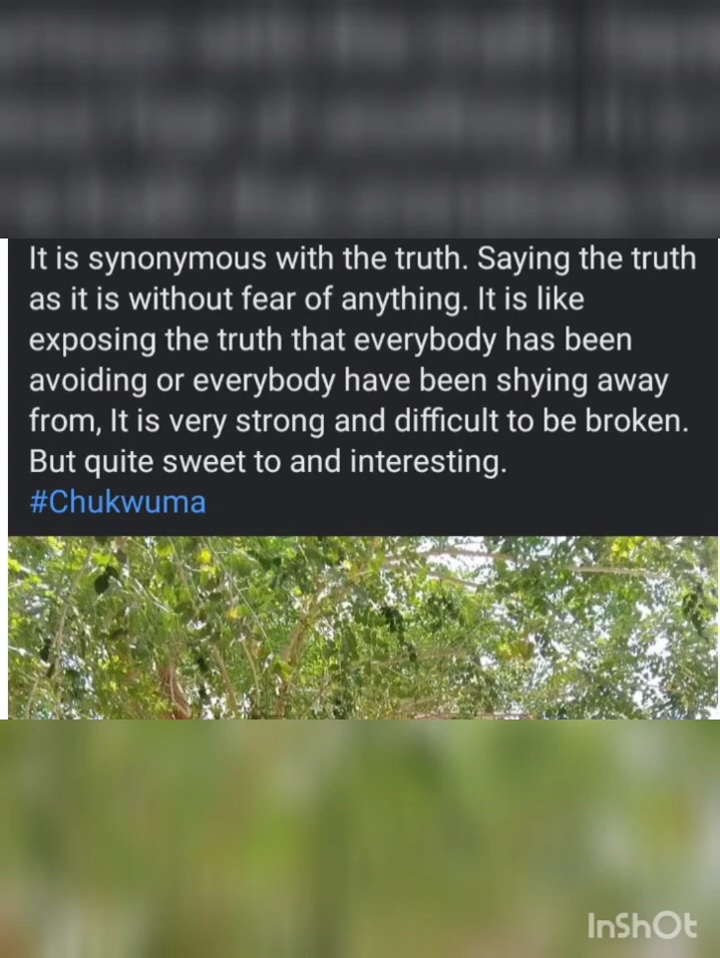 It is synonymous with the truth. Saying the truth
as it is without fear of anything. It is like
exposing the truth that everybody has been
avoiding or everybody have been shying away
from, It is very strong and difficult to be broken.
But quite sweet to and interesting.
#Chukwuma
InShOt